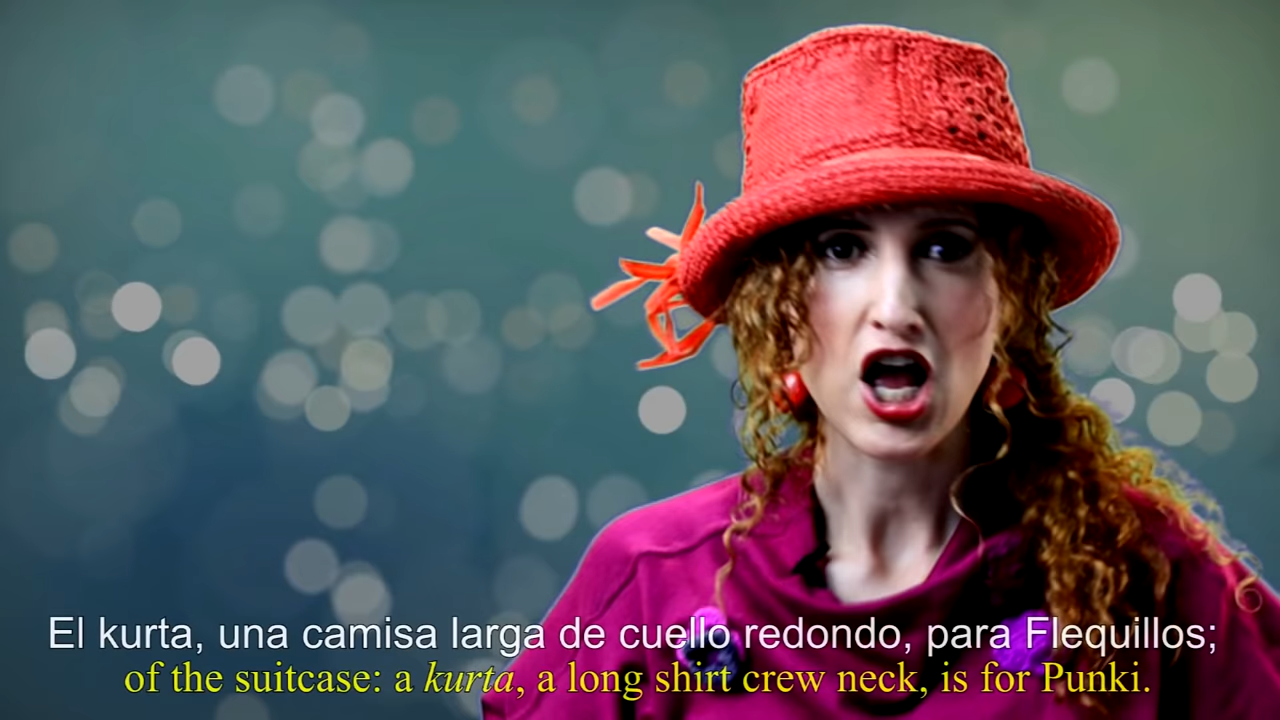 El kurta, una camisa larga de cuello redondo, para Flequillos;
of the suitcase: a kurta, a long shirt crew neck, is for Punki.